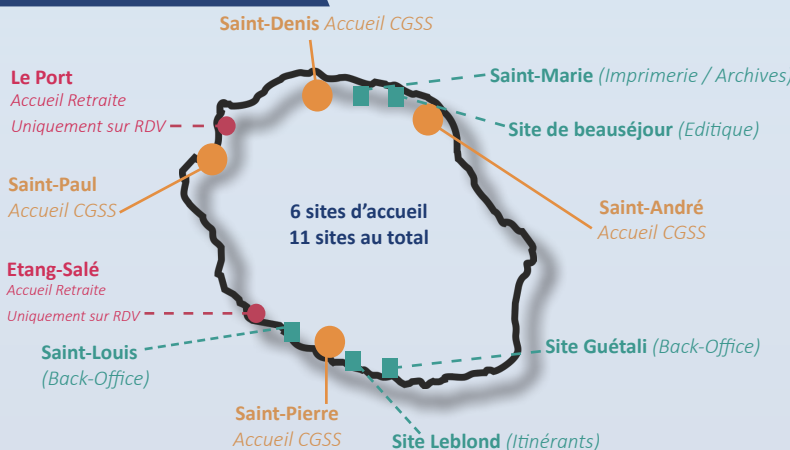 Saint-Denis Accueil CGSS
Le Port
Accueil Retraite
Uniquement sur RDV
Saint-Marie (Imprimerie / Archives)
Site de beauséjour (Editique)
Saint-Paul
Accueil CGSS
6 sites d'accueil
11 sites au total
Saint-André
Accueil CGSS
Etang-Salé
Accueil Retraite
Uniquement sur RDV
Saint-Louis
(Back-Office)
Site Guétali (Back-Office)
Saint-Pierre
Accueil CGSS
Site Leblond (Itinérants)